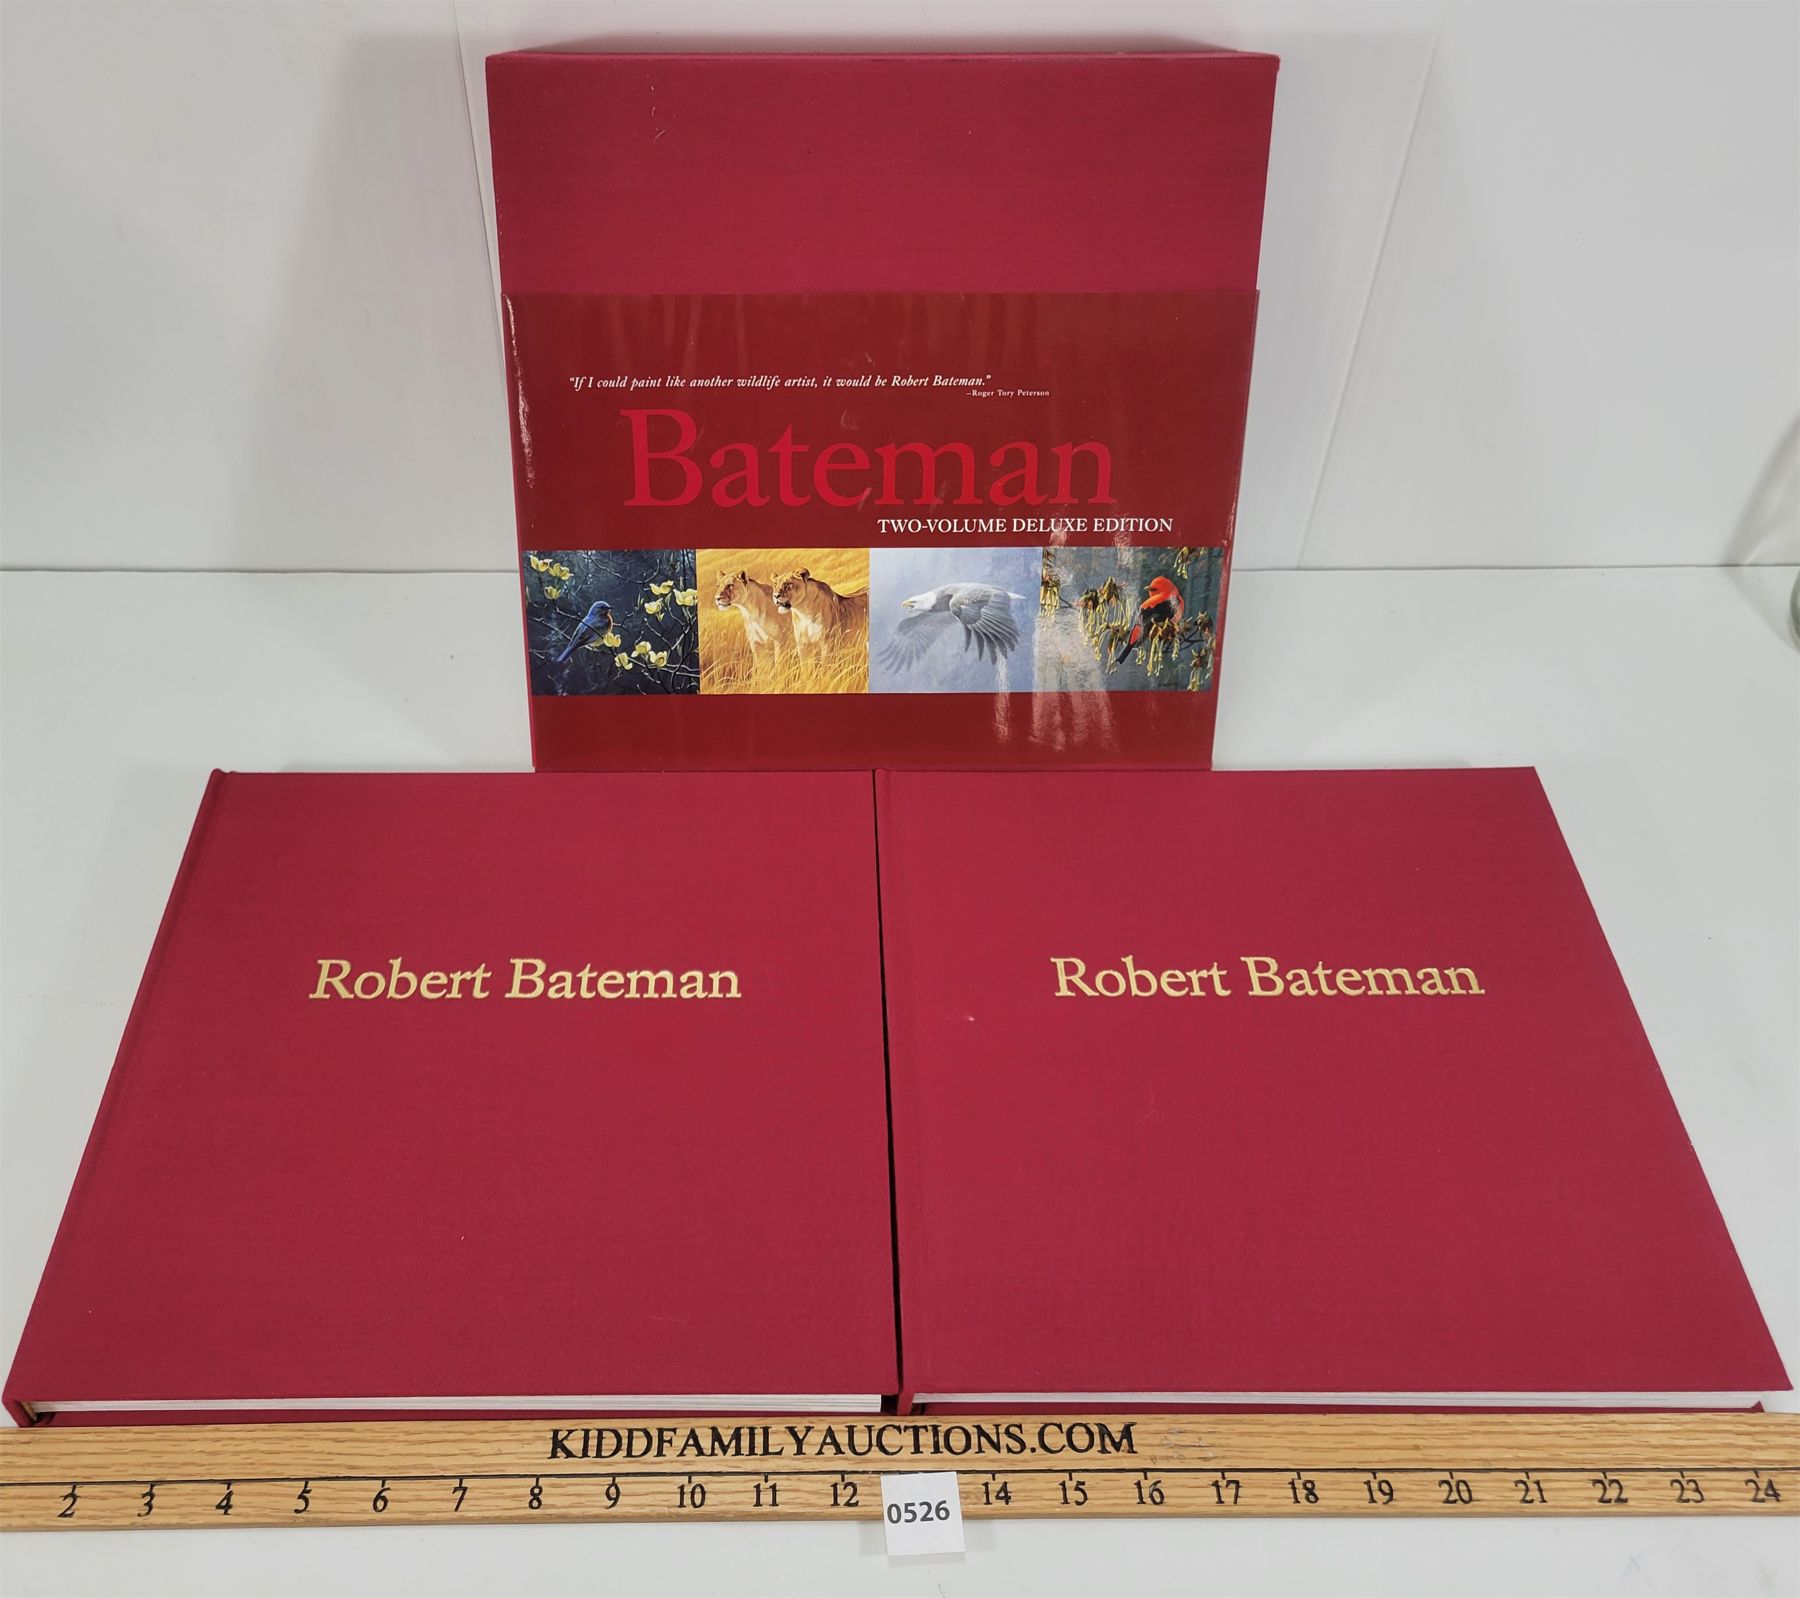 “If I could paint like another wildlife artist, it would be Robert Bateman.”
–Roger Tory Peterson
Bateman
TWO-VOLUME DELUXE EDITION
Robert Bateman
Robert Bateman
KIDDFAMILYAUCTIONS.COM
2 3 4 5 6 7 8 9 10 11 12 14 15 16 17 18 19 20 21 22 23 24
0526